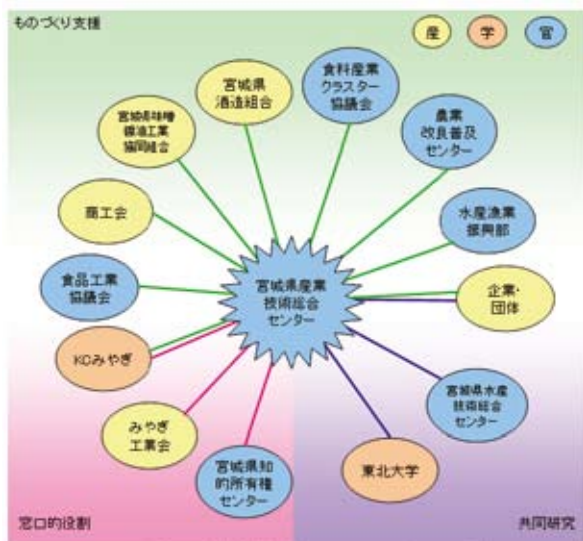 ものづくり支援
産
学
官
宮城県
酒造組合
食料産業
クラスター
協議会
宮城県味噌
醤油工業
協同組合
農業
改良普及
センター
商工会
水産漁業
振興部
食品工業
協議会
宮城県産業
技術総合
センター
企業・
団体
KCみやぎ
宮城県水産
技術総合
センター
みやぎ
工業会
宮城県知
的所有権
センター
東北大学
窓口的役割
共同研究